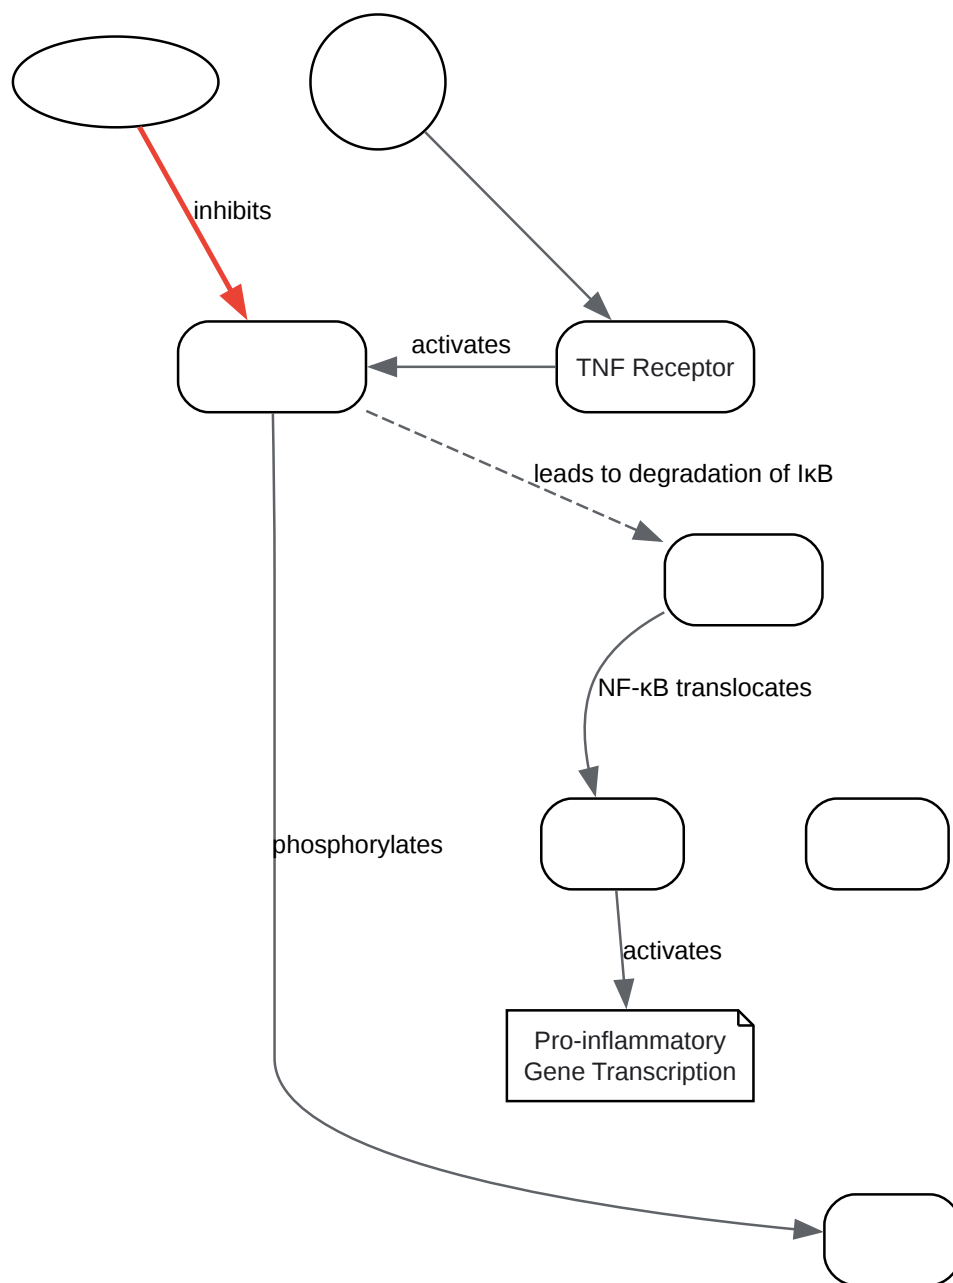 inhibits
activates
TNF Receptor
leads to degradation of IκB
NF-κB translocates
phosphorylates
activates
Pro-inflammatory
Gene Transcription